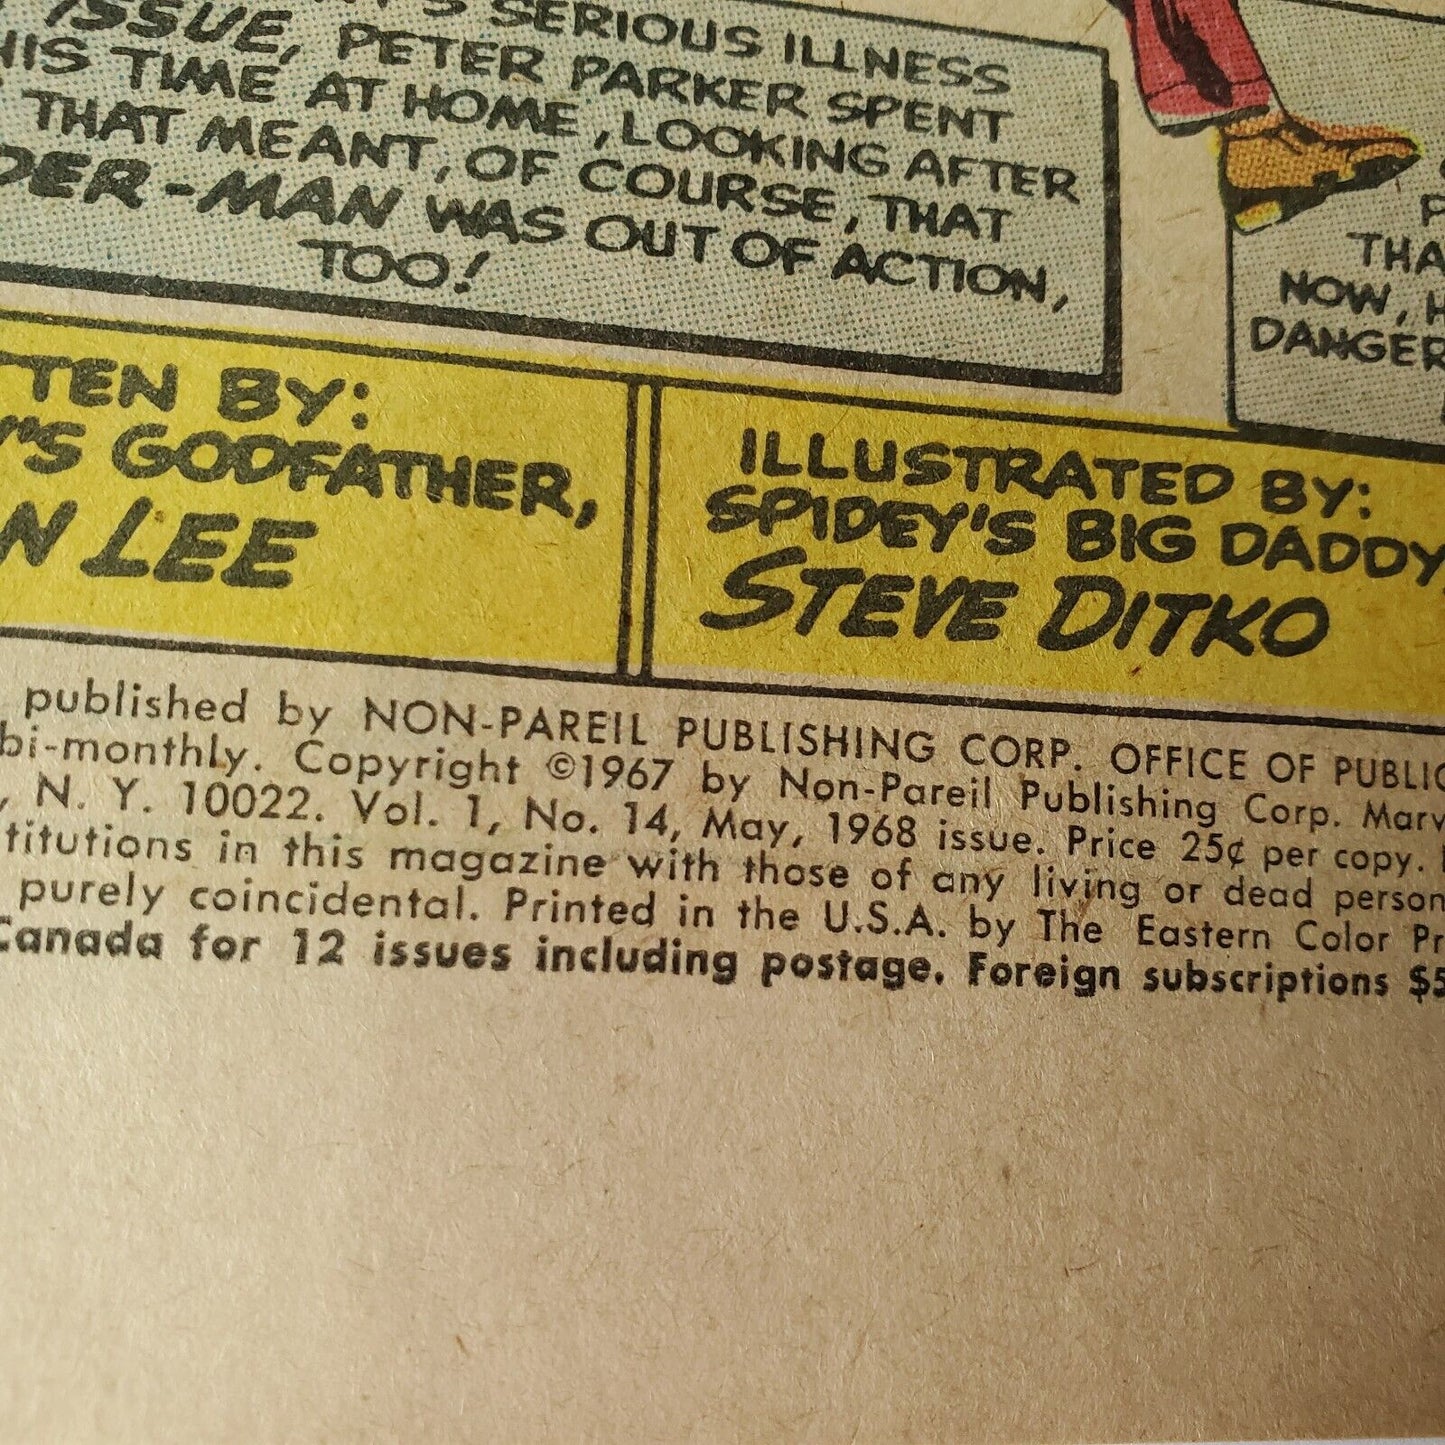 'S SERIOUS ILLNESS
ISSUE, PETER PARKER SPENT
HIS TIME AT HOME, LOOKING AFTER
THAT MEANT, OF COURSE, THAT
DER-MAN WAS OUT OF ACTION,
TOO!
THA
NOW, H
DANGER
TTEN BY:
Y'S GODFATHER,
N LEE
ILLUSTRATED BY:
SPIDEY'S BIG DADDY
STEVE DITKO
published by NON-PAREIL PUBLISHING CORP. OFFICE OF PUBLIC
bi-monthly. Copyright ©1967 by Non-Pareil Publishing Corp. Marv
, N. Y. 10022. Vol. 1, No. 14, May, 1968 issue. Price 25¢ per copy.
titutions in this magazine with those of any living or dead person
purely coincidental. Printed in the U.S.A. by The Eastern Color Pr
Canada for 12 issues including postage. Foreign subscriptions $5